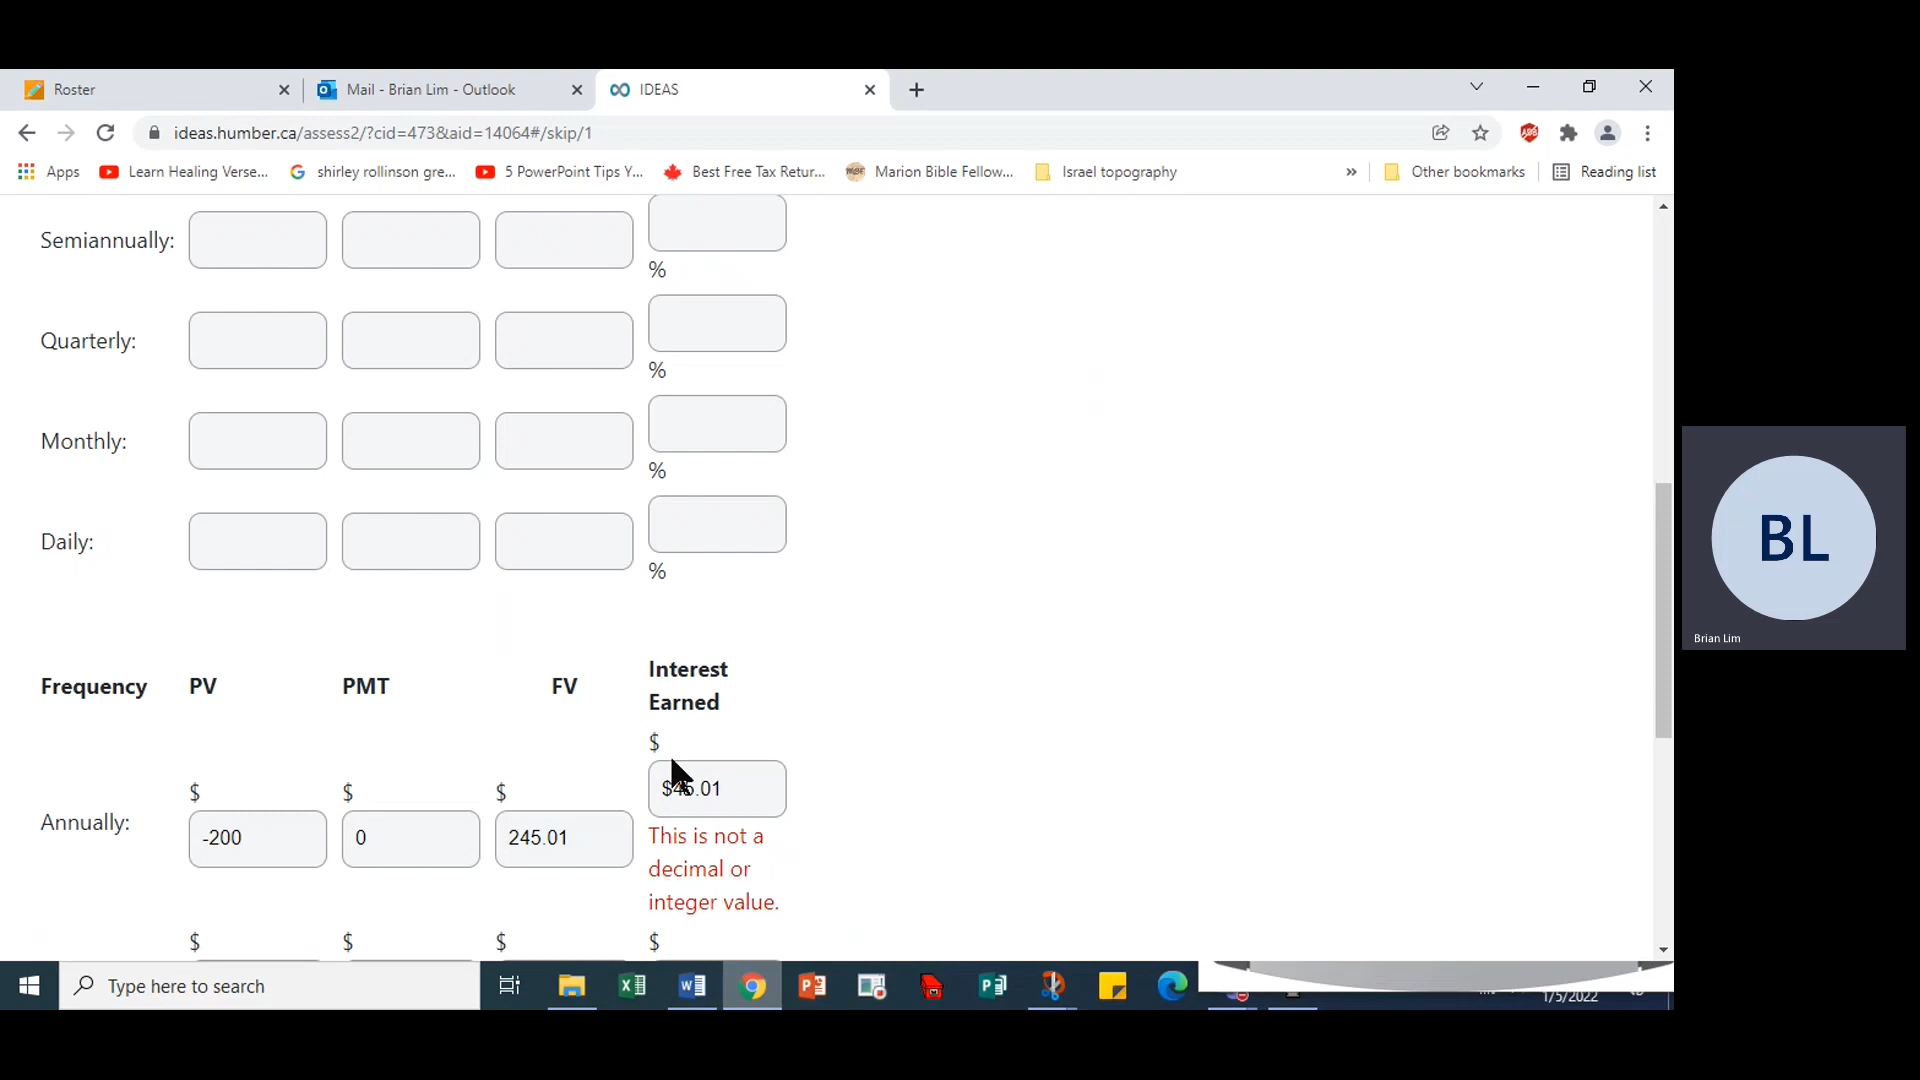 Roster
Mail - Brian Lim - Outlook
IDEAS
ideas.humber.ca/assess2/?cid=473&aid=14064#/skip/1
Apps
Learn Healing Verse...
shirley rollinson gre...
5 PowerPoint Tips Y...
Best Free Tax Retur...
Marion Bible Fellow...
Israel topography
»
Other bookmarks
Reading list
Semiannually:
%
Quarterly:
%
Monthly:
%
Daily:
%
Frequency
PV
PMT
FV
Interest
Earned
Annually:
$
-200
$
0
$
245.01
$
$45.01
This is not a
decimal or
integer value.
$
$
$
$
BL
Brian Lim
Type here to search
1/5/2022